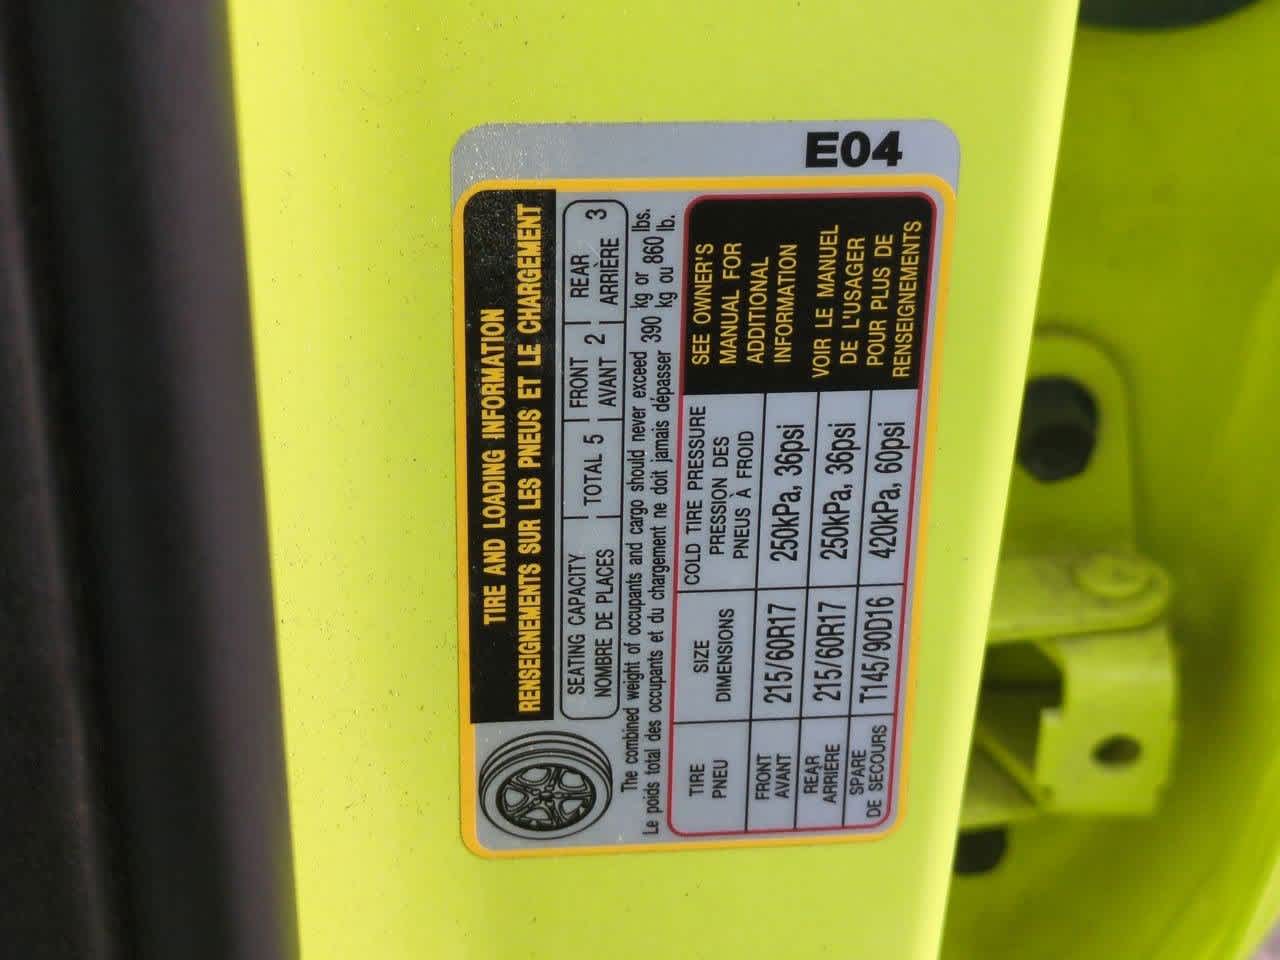 E04
TIRE AND LOADING INFORMATION
RENSEIGNEMENTS SUR LES PNEUS ET LE CHARGEMENT
SEATING CAPACITY
NOMBRE DE PLACES
TOTAL 5
FRONT
AVANT 2
REAR
ARRIÈRE 3
The combined weight of occupants and cargo should never exceed 390 kg or 860 lbs.
Le poids total des occupants et du chargement ne doit jamais dépasser 390 kg ou 860 lb.
TIRE
PNEU
SIZE
DIMENSIONS
COLD TIRE PRESSURE
PRESSION DES
PNEUS À FROID
FRONT
AVANT
215/60R17
250kPa, 36psi
REAR
ARRIERE
215/60R17
250kPa, 36psi
SPARE
DE SECOURS
T145/90D16
420kPa, 60psi
SEE OWNER'S
MANUAL FOR
ADDITIONAL
INFORMATION
VOIR LE MANUEL
DE L'USAGER
POUR PLUS DE
RENSEIGNEMENTS